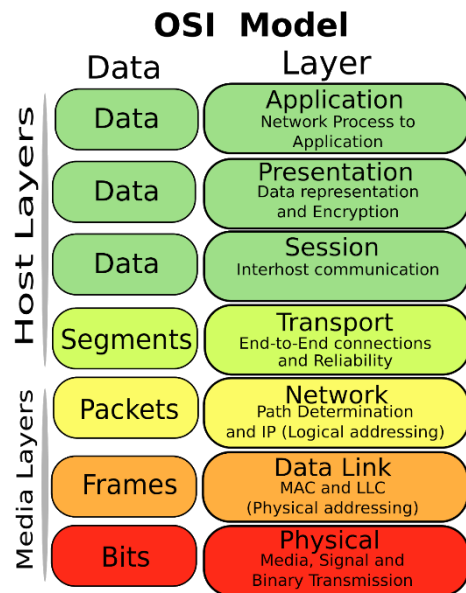 OSI Model
Data
Layer
Host Layers
Data
Application
Network Process to
Application
Data
Presentation
Data representation
and Encryption
Data
Session
Interhost communication
Segments
Transport
End-to-End connections
and Reliability
Media Layers
Packets
Network
Path Determination
and IP (Logical addressing)
Frames
Data Link
MAC and LLC
(Physical addressing)
Bits
Physical
Media, Signal and
Binary Transmission